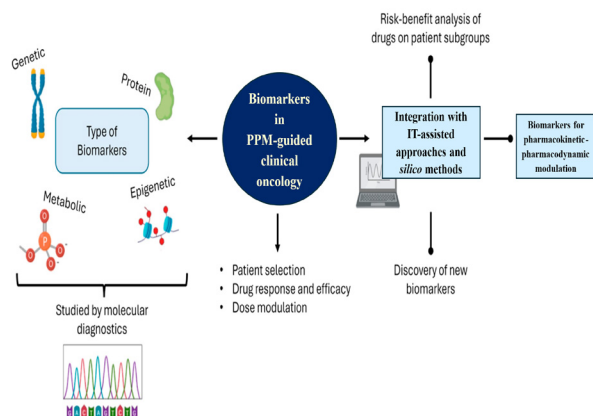 Risk-benefit analysis of
drugs on patient subgroups
Genetic
Protein
Type of
Biomarkers
Metabolic
Epigenetic
P
O
O
O
O
Studied by molecular
diagnostics
Biomarkers
in
PPM-guided
clinical
oncology
• Patient selection
• Drug response and efficacy
• Dose modulation
Integration with
IT-assisted
approaches and
silico methods
Biomarkers for
pharmacokinetic-
pharmacodynamic
modulation
Discovery of new
biomarkers